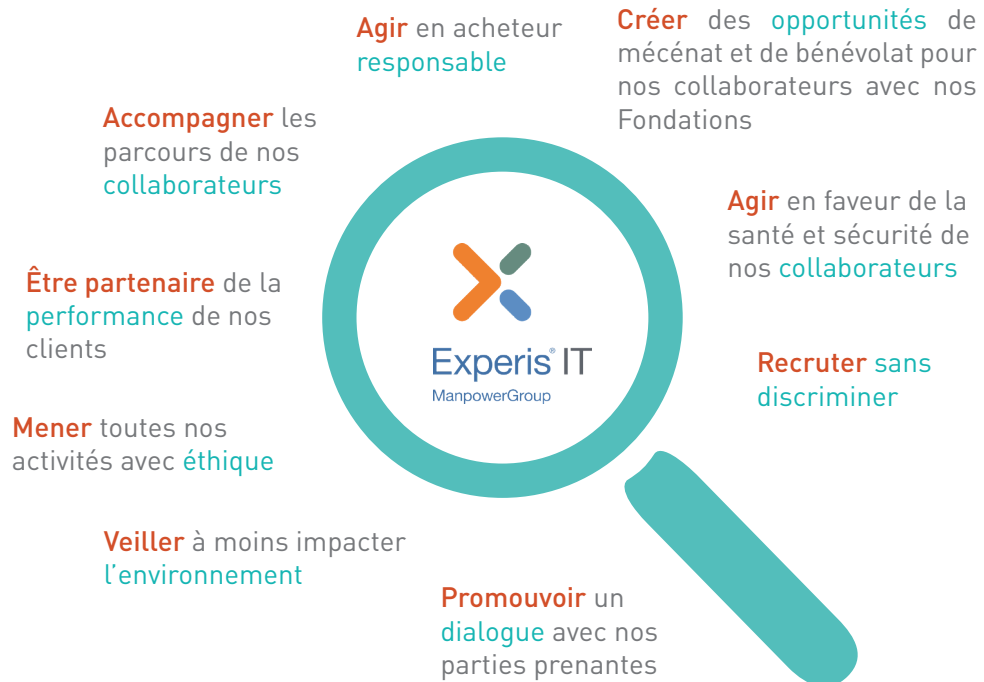 Agir en acheteur
responsable
Créer des opportunités de
mécénat et de bénévolat pour
nos collaborateurs avec nos
Fondations
Accompagner les
parcours de nos
collaborateurs
Agir en faveur de la
santé et sécurité de
nos collaborateurs
Être partenaire de la
performance de nos
clients
Experis® IT
ManpowerGroup
Recruter sans
discriminer
Mener toutes nos
activités avec éthique
Veiller à moins impacter
l'environnement
Promouvoir un
dialogue avec nos
parties prenantes